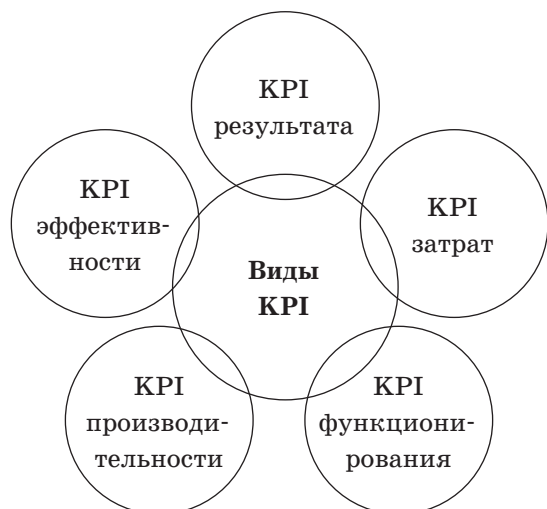 KPI
результата
KPI
эффектив-
ности
KPI
затрат
Виды
KPI
KPI
производи-
тельности
KPI
функциони-
рования